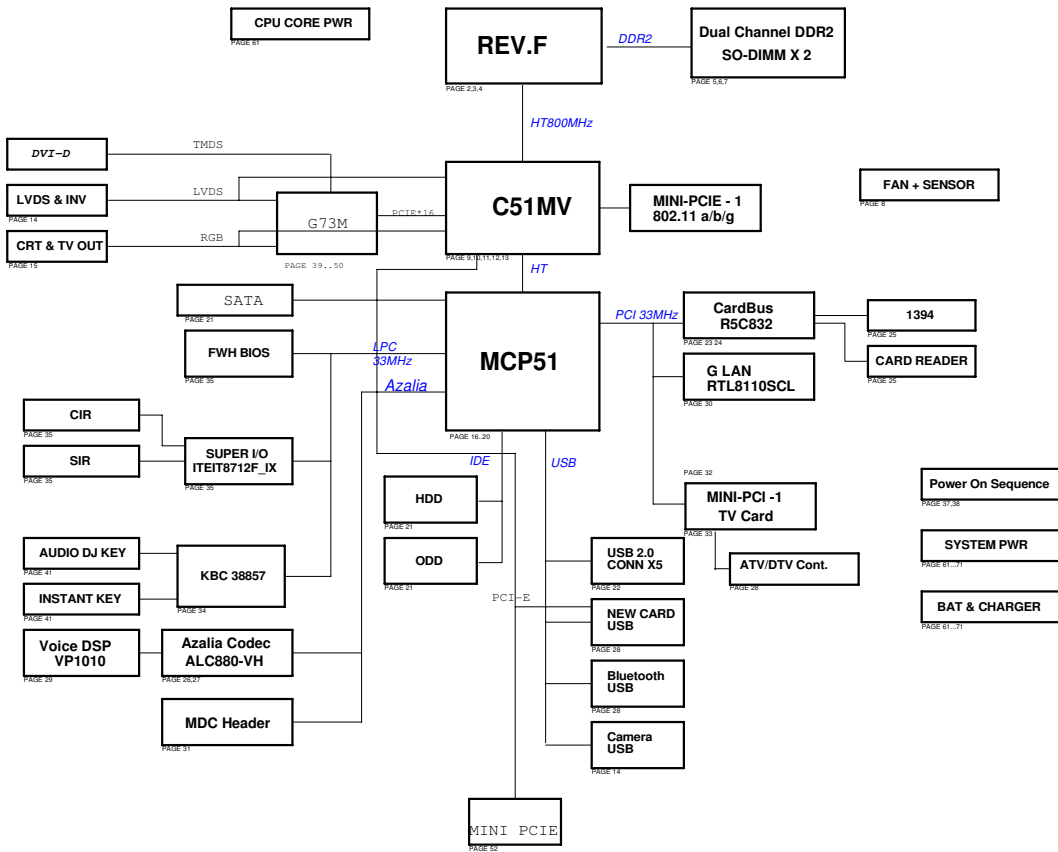 CPU CORE PWR
PAGE 61
REV.F
PAGE 2,3,4
DDR2
Dual Channel DDR2
SO-DIMM X 2
PAGE 5,6,7
HT800MHz
DVI-D
TMDS
LVDS & INV
PAGE 14
LVDS
CRT & TV OUT
PAGE 15
RGB
G73M
PAGE 39..50
PCIE*16
C51MV
PAGE 9,10,11,12,13
MINI-PCIE - 1
802.11 a/b/g
FAN + SENSOR
PAGE 8
HT
SATA
PAGE 21
FWH BIOS
PAGE 35
LPC
33MHz
Azalia
MCP51
PAGE 16..20
PCI 33MHz
CardBus
R5C832
PAGE 23 24
1394
PAGE 25
CARD READER
PAGE 25
G LAN
RTL8110SCL
PAGE 30
CIR
PAGE 35
SIR
PAGE 35
SUPER I/O
ITEIT8712F_IX
PAGE 35
IDE
USB
HDD
PAGE 21
ODD
PAGE 21
PAGE 32
MINI-PCI -1
TV Card
PAGE 33
ATV/DTV Cont.
PAGE 28
Power On Sequence
PAGE 37,38
SYSTEM PWR
PAGE 61...71
BAT & CHARGER
PAGE 61...71
AUDIO DJ KEY
PAGE 41
INSTANT KEY
PAGE 41
KBC 38857
PAGE 34
USB 2.0
CONN X5
PAGE 22
PCI-E
NEW CARD
USB
PAGE 28
Voice DSP
VP1010
PAGE 29
Azalia Codec
ALC880-VH
PAGE 26,27
Bluetooth
USB
PAGE 28
MDC Header
PAGE 31
Camera
USB
PAGE 14
MINI PCIE
PAGE 52